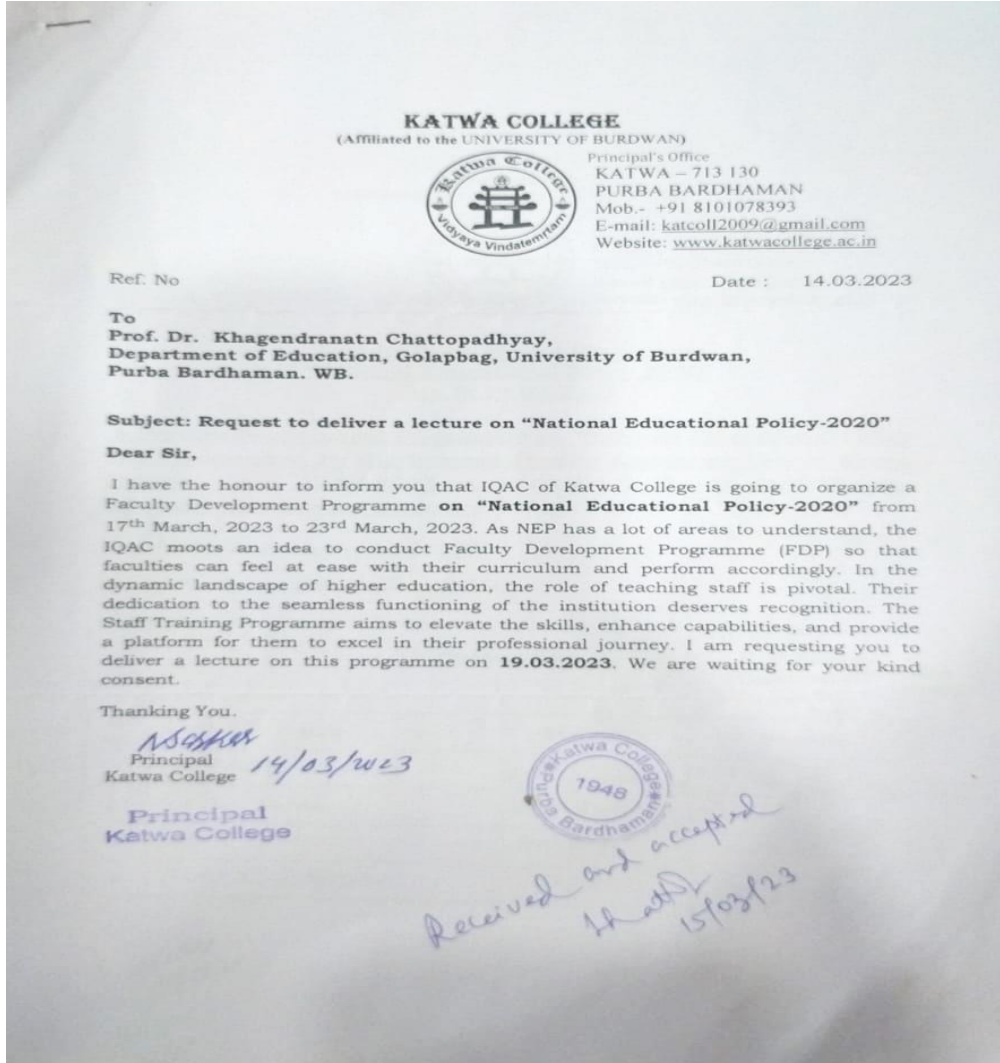 KATWA COLLEGE
(Affiliated to the UNIVERSITY OF BURDWAN)
Katwa College
Vidyaya Vindatemrtam
Principal's Office
KATWA – 713 130
PURBA BARDHAMAN
Mob.- +91 8101078393
E-mail: katcoll2009@gmail.com
Website: www.katwacollege.ac.in
Ref. No
Date : 14.03.2023
To
Prof. Dr. Khagendranatn Chattopadhyay,
Department of Education, Golapbag, University of Burdwan,
Purba Bardhaman. WB.
Subject: Request to deliver a lecture on “National Educational Policy-2020”
Dear Sir,
I have the honour to inform you that IQAC of Katwa College is going to organize a
Faculty Development Programme on “National Educational Policy-2020” from
17th March, 2023 to 23rd March, 2023. As NEP has a lot of areas to understand, the
IQAC moots an idea to conduct Faculty Development Programme (FDP) so that
faculties can feel at ease with their curriculum and perform accordingly. In the
dynamic landscape of higher education, the role of teaching staff is pivotal. Their
dedication to the seamless functioning of the institution deserves recognition. The
Staff Training Programme aims to elevate the skills, enhance capabilities, and provide
a platform for them to excel in their professional journey. I am requesting you to
deliver a lecture on this programme on 19.03.2023. We are waiting for your kind
consent.
Thanking You.
Principal
Katwa College
14/03/2023
Principal
Katwa College
Katwa College
1948
Purba Bardhaman
Received and accepted
15/03/23